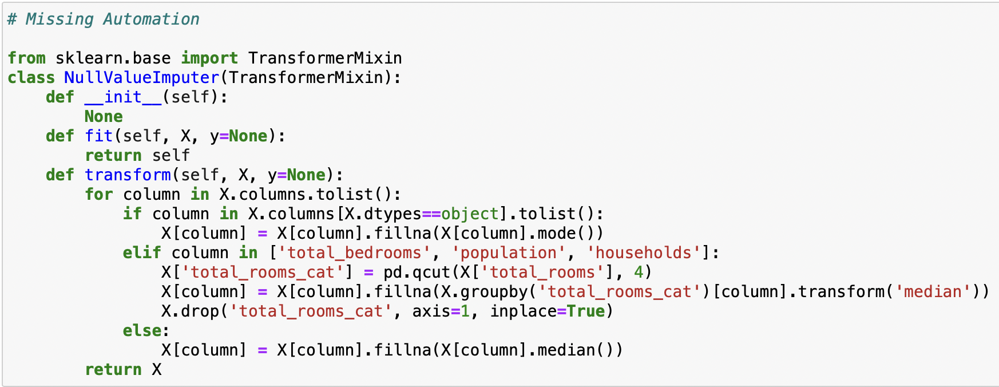 # Missing Automation
from sklearn.base import TransformerMixin
class NullValueImputer(TransformerMixin):
    def __init__(self):
        None
    def fit(self, X, y=None):
        return self
    def transform(self, X, y=None):
        for column in X.columns.tolist():
            if column in X.columns[X.dtypes==object].tolist():
                X[column] = X[column].fillna(X[column].mode())
            elif column in ['total_bedrooms', 'population', 'households']:
                X['total_rooms_cat'] = pd.qcut(X['total_rooms'], 4)
                X[column] = X[column].fillna(X.groupby('total_rooms_cat')[column].transform('median'))
                X.drop('total_rooms_cat', axis=1, inplace=True)
            else:
                X[column] = X[column].fillna(X[column].median())
        return X